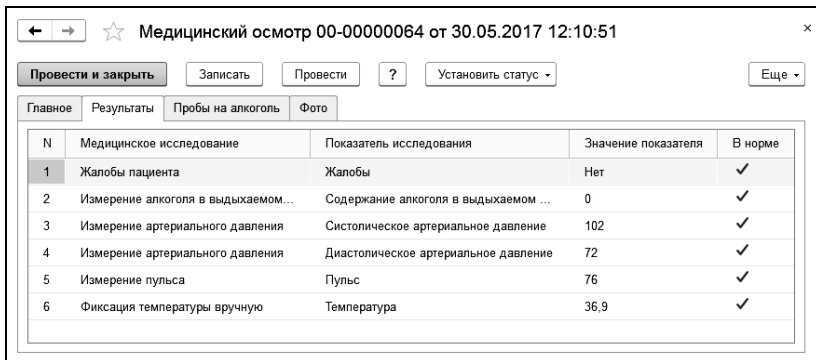 Медицинский осмотр 00-00000064 от 30.05.2017 12:10:51
Провести и закрыть Записать Провести ? Установить статус Еще
Главное Результаты Пробы на алкоголь Фото
N Медицинское исследование Показатель исследования Значение показателя В норме
1 Жалобы пациента Жалобы Нет
2 Измерение алкоголя в выдыхаемом... Содержание алкоголя в выдыхаемом ... 0
3 Измерение артериального давления Систолическое артериальное давление 102
4 Измерение артериального давления Диастолическое артериальное давление 72
5 Измерение пульса Пульс 76
6 Фиксация температуры вручную Температура 36,9